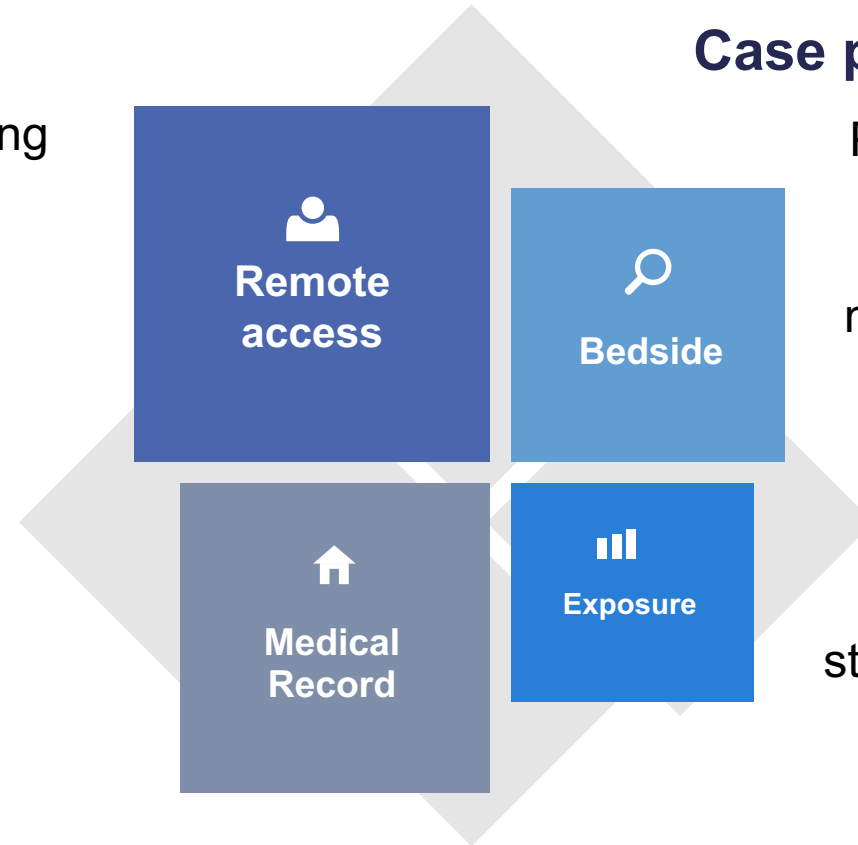 Case p
ng
Remote
access
Bedside
Medical
Record
Exposure
st